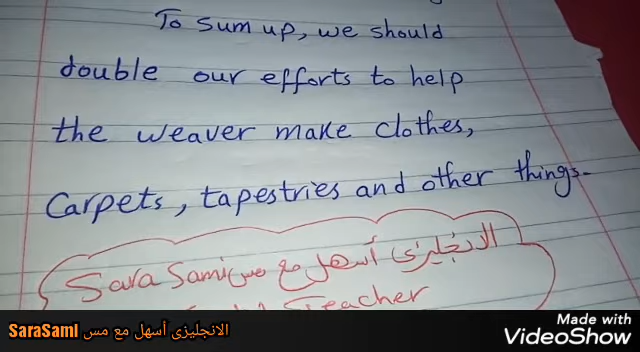 To sum up, we should
double our efforts to help
the weaver make clothes,
Carpets, tapestries and other things.
الانجليزى أسهل مع مس Sara Sami
Teacher
الانجليزى أسهل مع مس SaraSamI
Made with
VideoShow